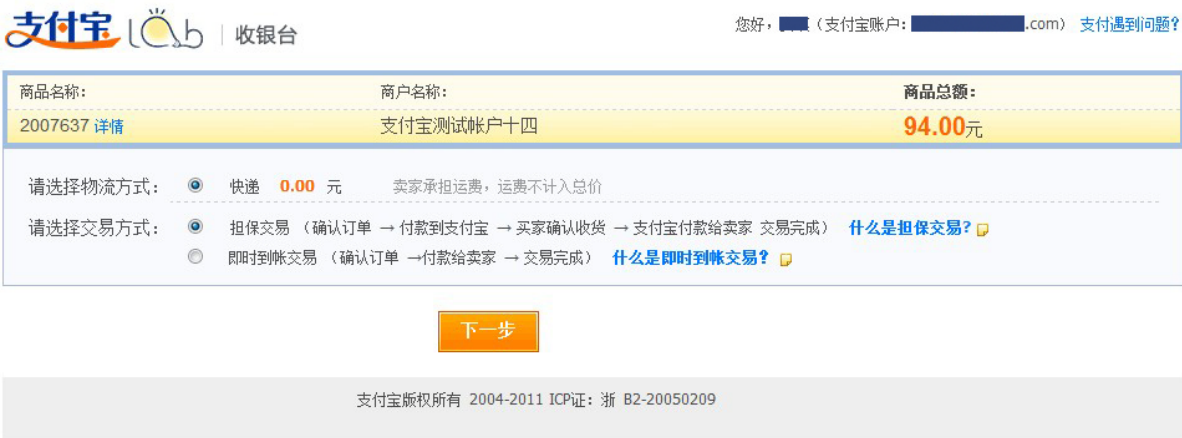 支付宝 Lab 收银台 您好, （支付宝账户: .com） 支付遇到问题?
商品名称: 商户名称: 商品总额:
2007637 详情 支付宝测试帐户十四 94.00元
请选择物流方式: 快递 0.00 元 卖家承担运费，运费不计入总价
请选择交易方式: 担保交易 （确认订单 → 付款到支付宝 → 买家确认收货 → 支付宝付款给卖家 交易完成） 什么是担保交易?
即时到帐交易 （确认订单 →付款给卖家 → 交易完成） 什么是即时到帐交易?
下一步
支付宝版权所有 2004-2011 ICP证: 浙 B2-20050209